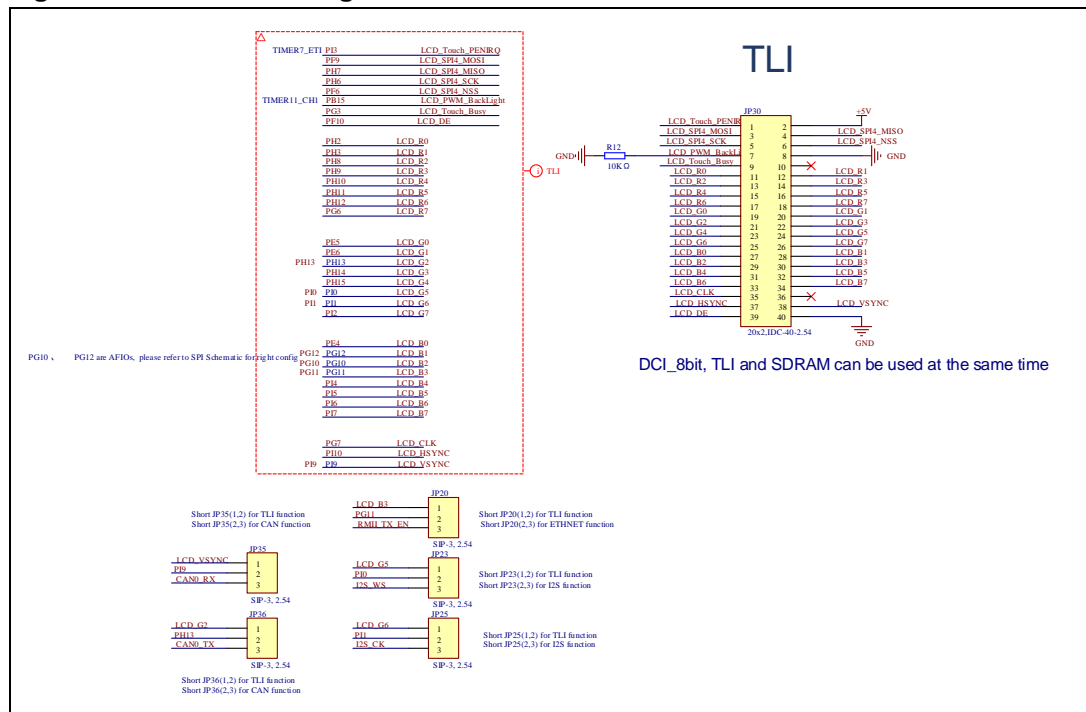 TLI
TIMER7_ETI PI3 LCD_Touch_PENIRQ
PF9 LCD_SPI4_MOSI
PH7 LCD_SPI4_MISO
PH6 LCD_SPI4_SCK
PF6 LCD_SPI4_NSS
TIMER11_CH1 PB15 LCD_PWM_BackLight
PG3 LCD_Touch_Busy
PF10 LCD_DE
PH2 LCD_R0
PH3 LCD_R1
PH8 LCD_R2
PH9 LCD_R3
PH10 LCD_R4
PH11 LCD_R5
PH12 LCD_R6
PG6 LCD_R7
i TLI
PE5 LCD_G0
PE6 LCD_G1
PH13 PH13 LCD_G2
PH14 LCD_G3
PH15 LCD_G4
PI0 PI0 LCD_G5
PI1 PI1 LCD_G6
PI2 LCD_G7
PE4 LCD_B0
PG12 PG12 LCD_B1
PG10 PG10 LCD_B2
PG11 PG11 LCD_B3
PI4 LCD_B4
PI5 LCD_B5
PI6 LCD_B6
PI7 LCD_B7
PG10、 PG12 are AFIOs, please refer to SPI Schematic for right config
PG7 LCD_CLK
PI10 LCD_HSYNC
PI9 PI9 LCD_VSYNC
JP30
+5V
LCD_Touch_PENIR 1 2
LCD_SPI4_MOSI 3 4 LCD_SPI4_MISO
LCD_SPI4_SCK 5 6 LCD_SPI4_NSS
GND R12 10KΩ LCD_PWM_BackLi 7 8 GND
LCD_Touch_Busy 9 10
LCD_R0 11 12 LCD_R1
LCD_R2 13 14 LCD_R3
LCD_R4 15 16 LCD_R5
LCD_R6 17 18 LCD_R7
LCD_G0 19 20 LCD_G1
LCD_G2 21 22 LCD_G3
LCD_G4 23 24 LCD_G5
LCD_G6 25 26 LCD_G7
LCD_B0 27 28 LCD_B1
LCD_B2 29 30 LCD_B3
LCD_B4 31 32 LCD_B5
LCD_B6 33 34 LCD_B7
LCD_CLK 35 36
LCD_HSYNC 37 38 LCD_VSYNC
LCD_DE 39 40
20x2,IDC-40-2.54
GND
DCI_8bit, TLI and SDRAM can be used at the same time
JP20
LCD_B3 1
PG11 2
RMII_TX_EN 3
SIP-3, 2.54
Short JP20(1,2) for TLI function
Short JP20(2,3) for ETHNET function
Short JP35(1,2) for TLI function
Short JP35(2,3) for CAN function
JP35
LCD_VSYNC 1
PI9 2
CAN0_RX 3
SIP-3, 2.54
JP23
LCD_G5 1
PI0 2
I2S_WS 3
SIP-3, 2.54
Short JP23(1,2) for TLI function
Short JP23(2,3) for I2S function
JP36
LCD_G2 1
PH13 2
CAN0_TX 3
SIP-3, 2.54
Short JP36(1,2) for TLI function
Short JP36(2,3) for CAN function
JP25
LCD_G6 1
PI1 2
I2S_CK 3
SIP-3, 2.54
Short JP25(1,2) for TLI function
Short JP25(2,3) for I2S function